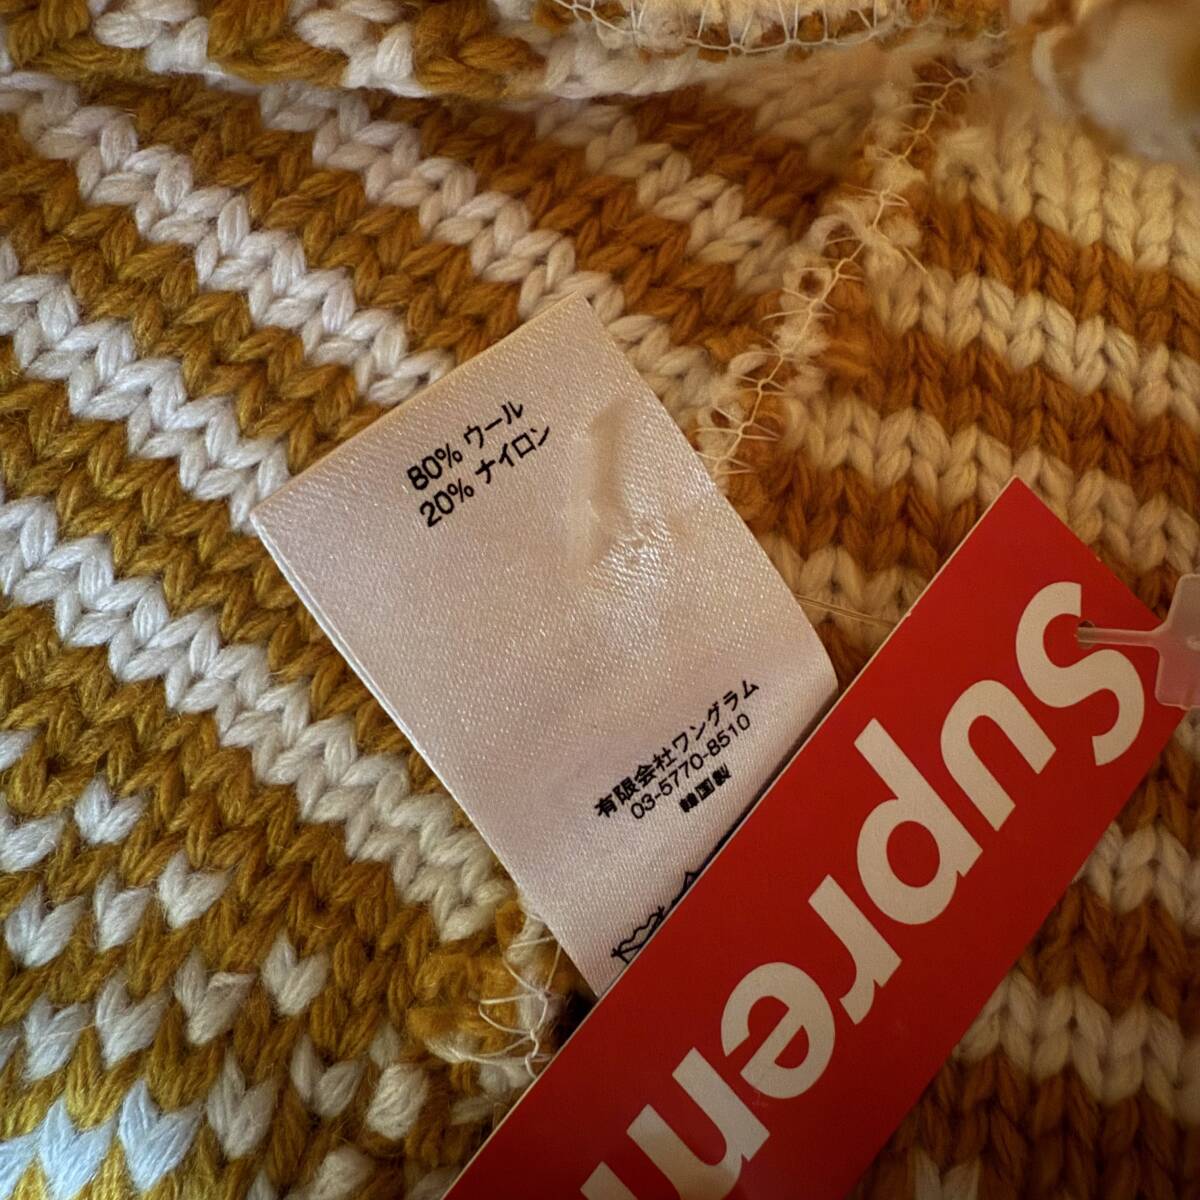 80% ウール
20% ナイロン
有限会社ワングラム
03-5770-8510
韓国製
Suprem